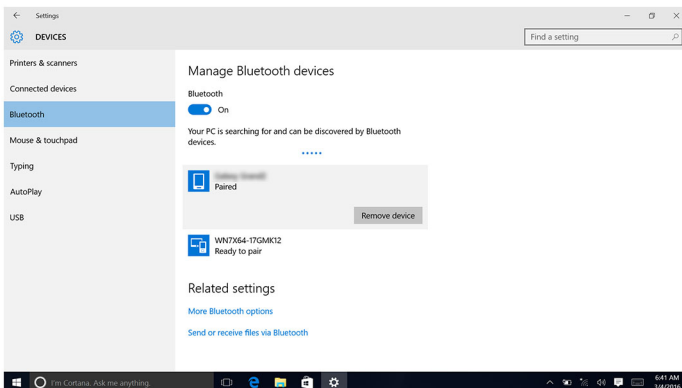 Settings
DEVICES
Find a setting
Printers & scanners
Connected devices
Bluetooth
Mouse & touchpad
Typing
AutoPlay
USB
Manage Bluetooth devices
Bluetooth
On
Your PC is searching for and can be discovered by Bluetooth
devices.
Paired
Remove device
WN7X64-17GMK12
Ready to pair
Related settings
More Bluetooth options
Send or receive files via Bluetooth
I'm Cortana. Ask me anything.
6:41 AM
3/4/2016